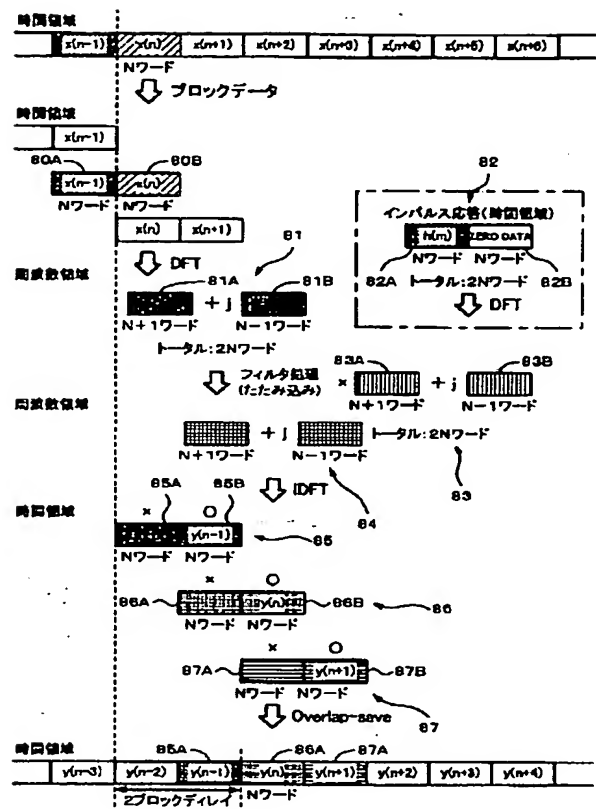 時間領域
x(n-1) x(n) x(n+1) x(n+2) x(n+3) x(n+4) x(n+5) x(n+6)
Nワード
ブロックデータ
時間領域
x(n-1)
80A 80B
x(n-1) x(n)
Nワード Nワード
x(n) x(n+1)
82
インパルス応答(時間領域)
h(m) ZERO DATA
Nワード Nワード
82A トータル:2Nワード 82B
DFT
DFT
81
周波数領域
81A + j 81B
N+1ワード N-1ワード
トータル:2Nワード
フィルタ処理
(たたみ込み)
83A 83B
× + j
N+1ワード N-1ワード
周波数領域
+ j トータル:2Nワード
N+1ワード N-1ワード
83
84
IDFT
時間領域
85A 85B
× ○
y(n-1) 85
Nワード Nワード
× ○
86A y(n) 86B 86
Nワード Nワード
× ○
87A y(n+1) 87B
Nワード Nワード 87
Overlap-save
時間領域
85A 86A 87A
y(n-3) y(n-2) y(n-1) y(n) y(n+1) y(n+2) y(n+3) y(n+4)
2ブロックディレイ Nワード